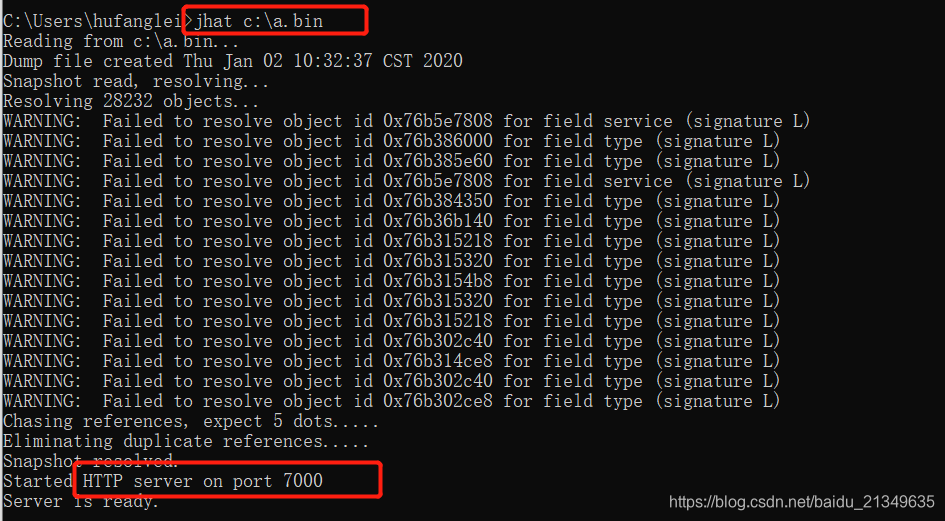 C:\Users\hufanglei>jhat c:\a.bin
Reading from c:\a.bin...
Dump file created Thu Jan 02 10:32:37 CST 2020
Snapshot read, resolving...
Resolving 28232 objects...
WARNING:  Failed to resolve object id 0x76b5e7808 for field service (signature L)
WARNING:  Failed to resolve object id 0x76b386000 for field type (signature L)
WARNING:  Failed to resolve object id 0x76b385e60 for field type (signature L)
WARNING:  Failed to resolve object id 0x76b5e7808 for field service (signature L)
WARNING:  Failed to resolve object id 0x76b384350 for field type (signature L)
WARNING:  Failed to resolve object id 0x76b36b140 for field type (signature L)
WARNING:  Failed to resolve object id 0x76b315218 for field type (signature L)
WARNING:  Failed to resolve object id 0x76b315320 for field type (signature L)
WARNING:  Failed to resolve object id 0x76b3154b8 for field type (signature L)
WARNING:  Failed to resolve object id 0x76b315320 for field type (signature L)
WARNING:  Failed to resolve object id 0x76b315218 for field type (signature L)
WARNING:  Failed to resolve object id 0x76b302c40 for field type (signature L)
WARNING:  Failed to resolve object id 0x76b314ce8 for field type (signature L)
WARNING:  Failed to resolve object id 0x76b302c40 for field type (signature L)
WARNING:  Failed to resolve object id 0x76b302ce8 for field type (signature L)
Chasing references, expect 5 dots.....
Eliminating duplicate references.....
Snapshot resolved.
Started HTTP server on port 7000
Server is ready.
https://blog.csdn.net/baidu_21349635